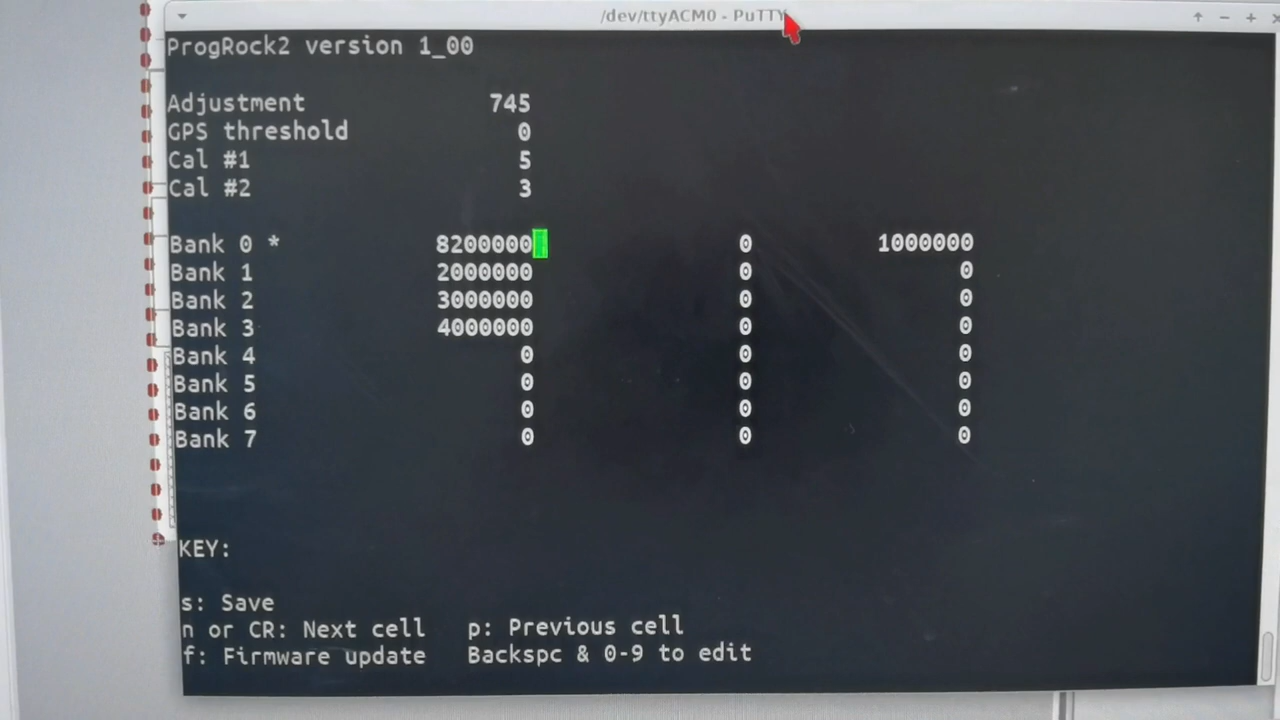 /dev/ttyACM0 - PuTTY
ProgRock2 version 1_00
Adjustment 745
GPS threshold 0
Cal #1 5
Cal #2 3
Bank 0 * 8200000 0 1000000
Bank 1 2000000 0 0
Bank 2 3000000 0 0
Bank 3 4000000 0 0
Bank 4 0 0 0
Bank 5 0 0 0
Bank 6 0 0 0
Bank 7 0 0 0
KEY:
s: Save
n or CR: Next cell p: Previous cell
f: Firmware update Backspc & 0-9 to edit